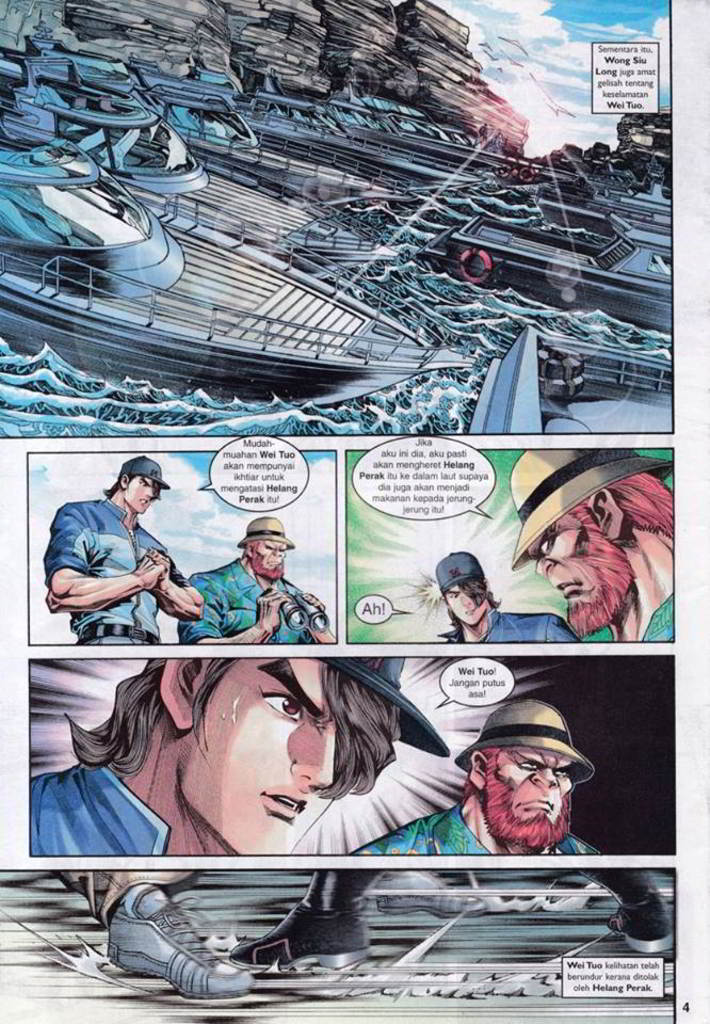 Sementara itu,
Wong Siu
Long juga amat
gelisah tentang
keselamatan
Wei Tuo.
Mudah-
muahan Wei Tuo
akan mempunyai
ikhtiar untuk
mengatasi Helang
Perak itu!
Jika
aku ini dia, aku pasti
akan mengheret Helang
Perak itu ke dalam laut supaya
dia juga akan menjadi
makanan kepada jerung-
jerung itu!
Ah!
Wei Tuo!
Jangan putus
asa!
Wei Tuo kelihatan telah
berundur kerana ditolak
oleh Helang Perak.
4